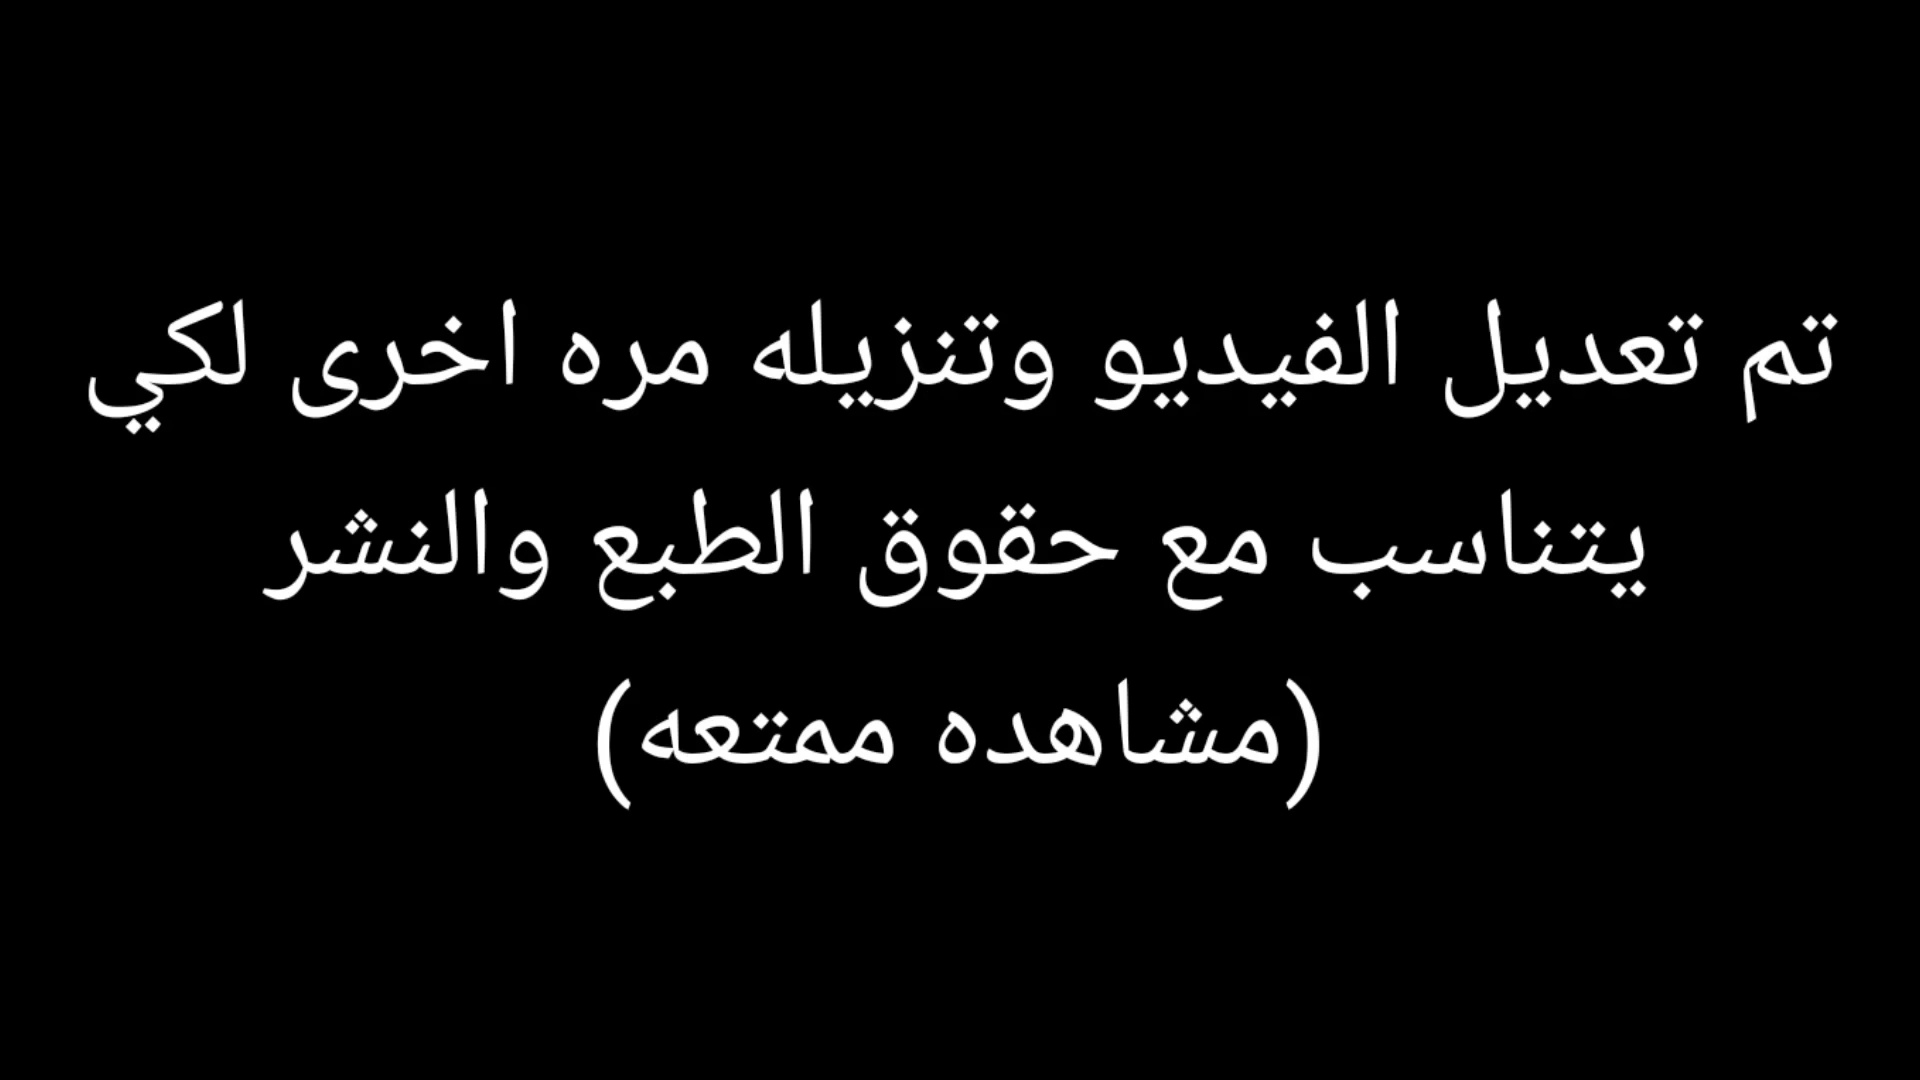 تم تعديل الفيديو وتنزيله مره اخرى لكي
يتناسب مع حقوق الطبع والنشر
(مشاهده ممتعه)